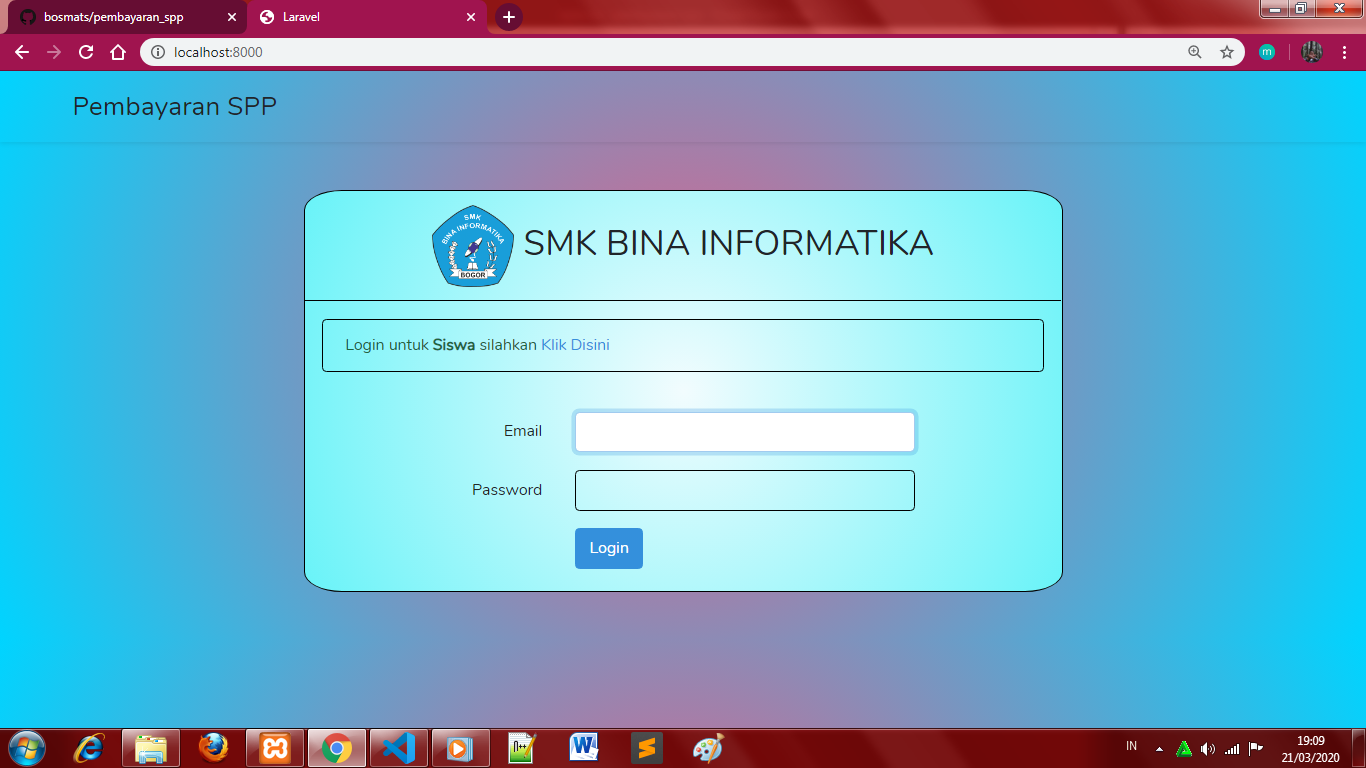 bosmats/pembayaran_spp
Laravel
localhost:8000
m
Pembayaran SPP
SMK
BINA INFORMATIKA
BOGOR
SMK BINA INFORMATIKA
Login untuk Siswa silahkan Klik Disini
Email
Password
Login
IN
19:09
21/03/2020